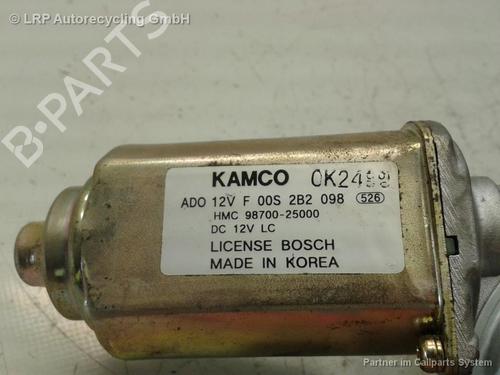 © LRP Autorecycling GmbH
B-PARTS
KAMCO 0K24
ADO 12V F 00S 2B2 098 526
HMC 98700-25000
DC 12V LC
LICENSE BOSCH
MADE IN KOREA
Partner im Callparts System